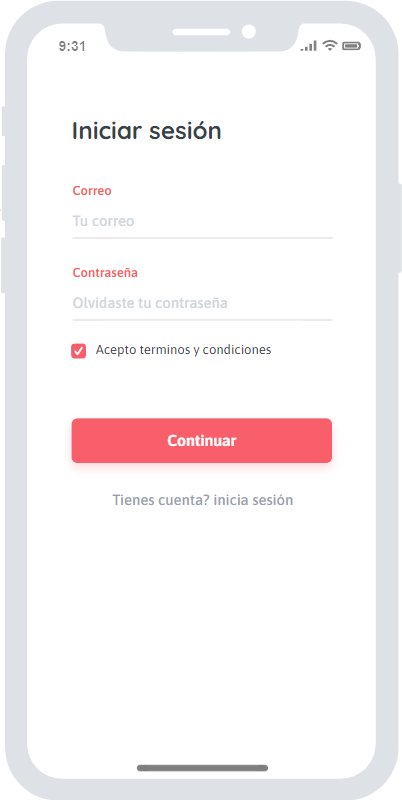 9:31
Iniciar sesión
Correo
Tu correo
Contraseña
Olvidaste tu contraseña
Acepto terminos y condiciones
Continuar
Tienes cuenta? inicia sesión